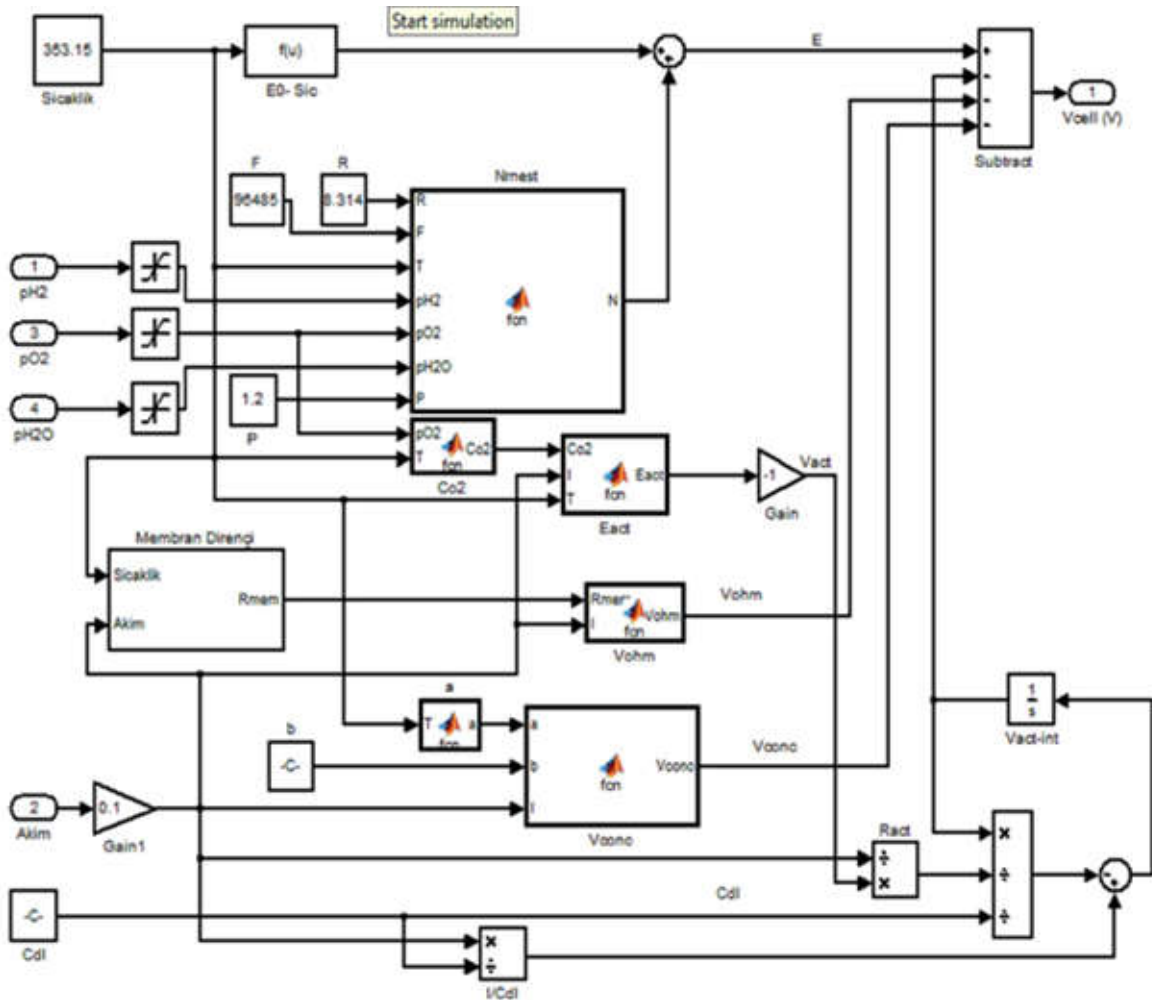 Start simulation
353.15
Sicaklik
f(u)
E0- Sic
E
1
Vcell (V)
Subtract
F
96485
R
8.314
Nrnest
R
F
T
pH2
pO2
pH2O
P
fcn
N
1
pH2
3
pO2
4
pH2O
1.2
P
pO2
T
fcn
Co2
Co2
Co2
I
T
fcn
Eact
Eact
-1
Gain
Vact
Membran Direnci
Sicaklik
Akim
Rmem
Rmem
I
fcn
Vohm
Vohm
Vohm
a
T
fcn
a
b
-C-
a
b
I
fcn
Vconc
Vconc
Vconc
1
s
Vact-int
2
Akim
0.1
Gain1
Ract
÷
×
×
÷
÷
Cdl
-C-
Cdl
×
÷
I/Cdl